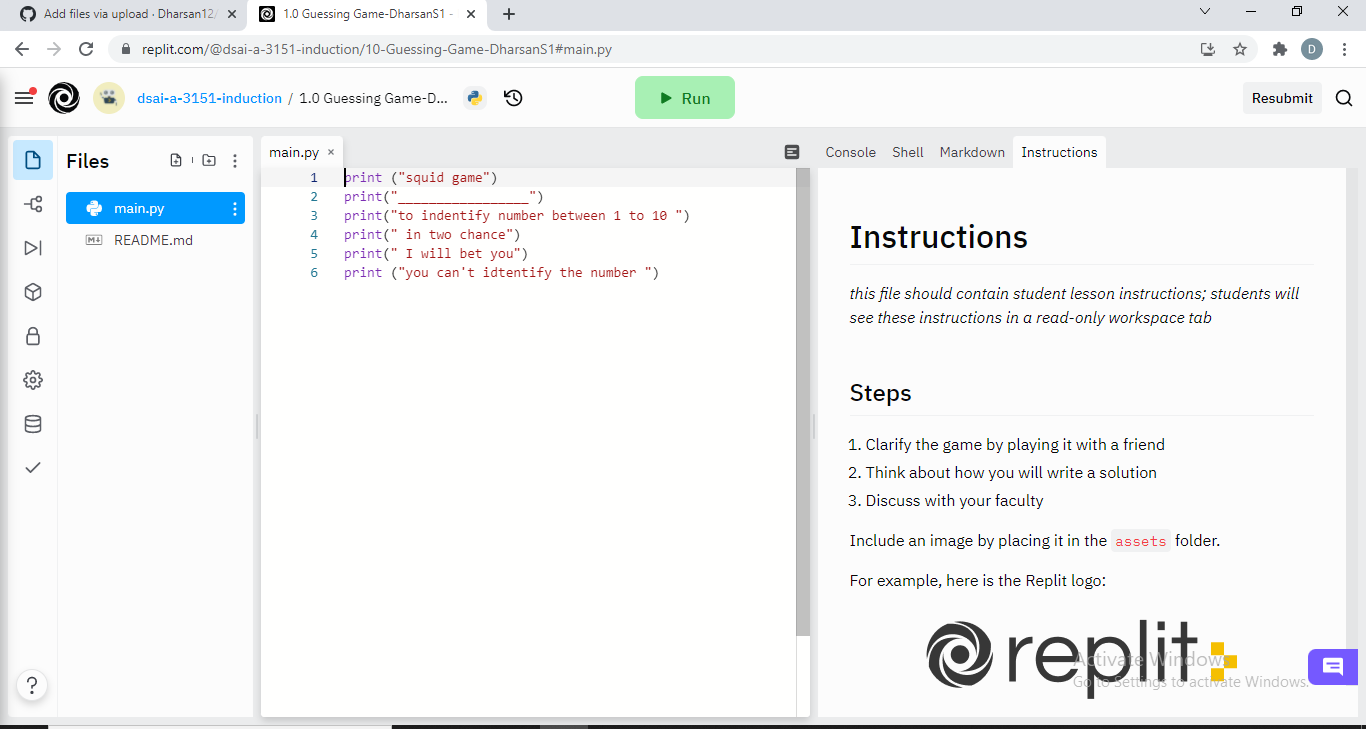 Add files via upload · Dharsan12/
1.0 Guessing Game-DharsanS1 -
replit.com/@dsai-a-3151-induction/10-Guessing-Game-DharsanS1#main.py
D
dsai-a-3151-induction / 1.0 Guessing Game-D...
Run
Resubmit
Files
main.py
README.md
main.py
1 print ("squid game")
2 print("_________________")
3 print("to indentify number between 1 to 10 ")
4 print(" in two chance")
5 print(" I will bet you")
6 print ("you can't idtentify the number ")
Console Shell Markdown Instructions
Instructions
this file should contain student lesson instructions; students will
see these instructions in a read-only workspace tab
Steps
1. Clarify the game by playing it with a friend
2. Think about how you will write a solution
3. Discuss with your faculty
Include an image by placing it in the assets folder.
For example, here is the Replit logo:
replit
Activate Windows
Go to Settings to activate Windows.
?